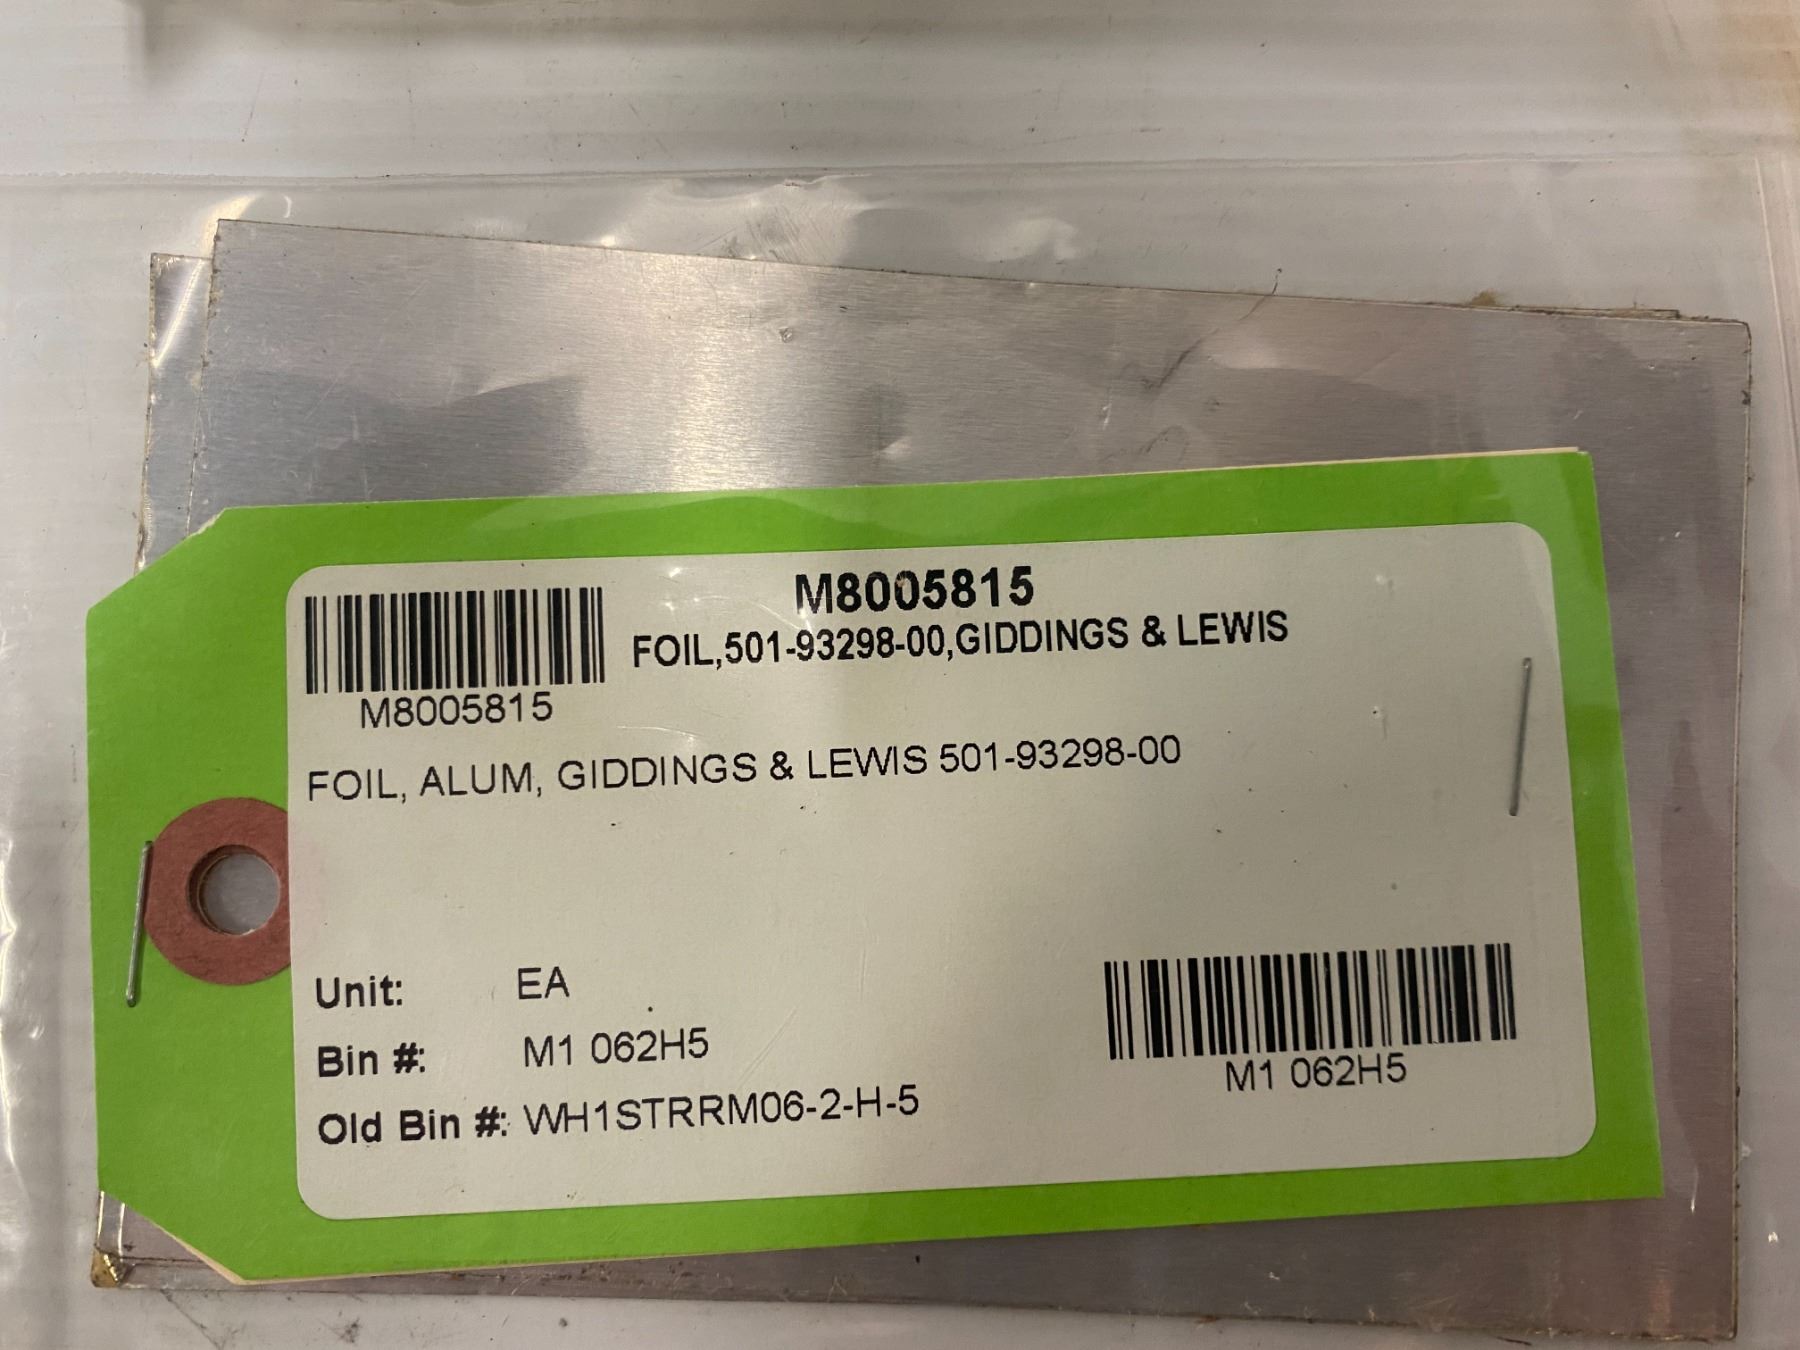 M8005815
FOIL,501-93298-00,GIDDINGS & LEWIS
M8005815
FOIL, ALUM, GIDDINGS & LEWIS 501-93298-00
Unit: EA
Bin #: M1 062H5
M1 062H5
Old Bin #: WH1STRRM06-2-H-5